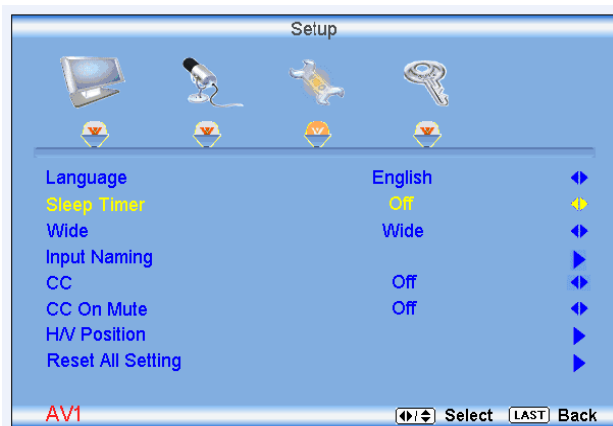 Setup
Language English
Sleep Timer Off
Wide Wide
Input Naming
CC Off
CC On Mute Off
H/V Position
Reset All Setting
AV1 Select LAST Back